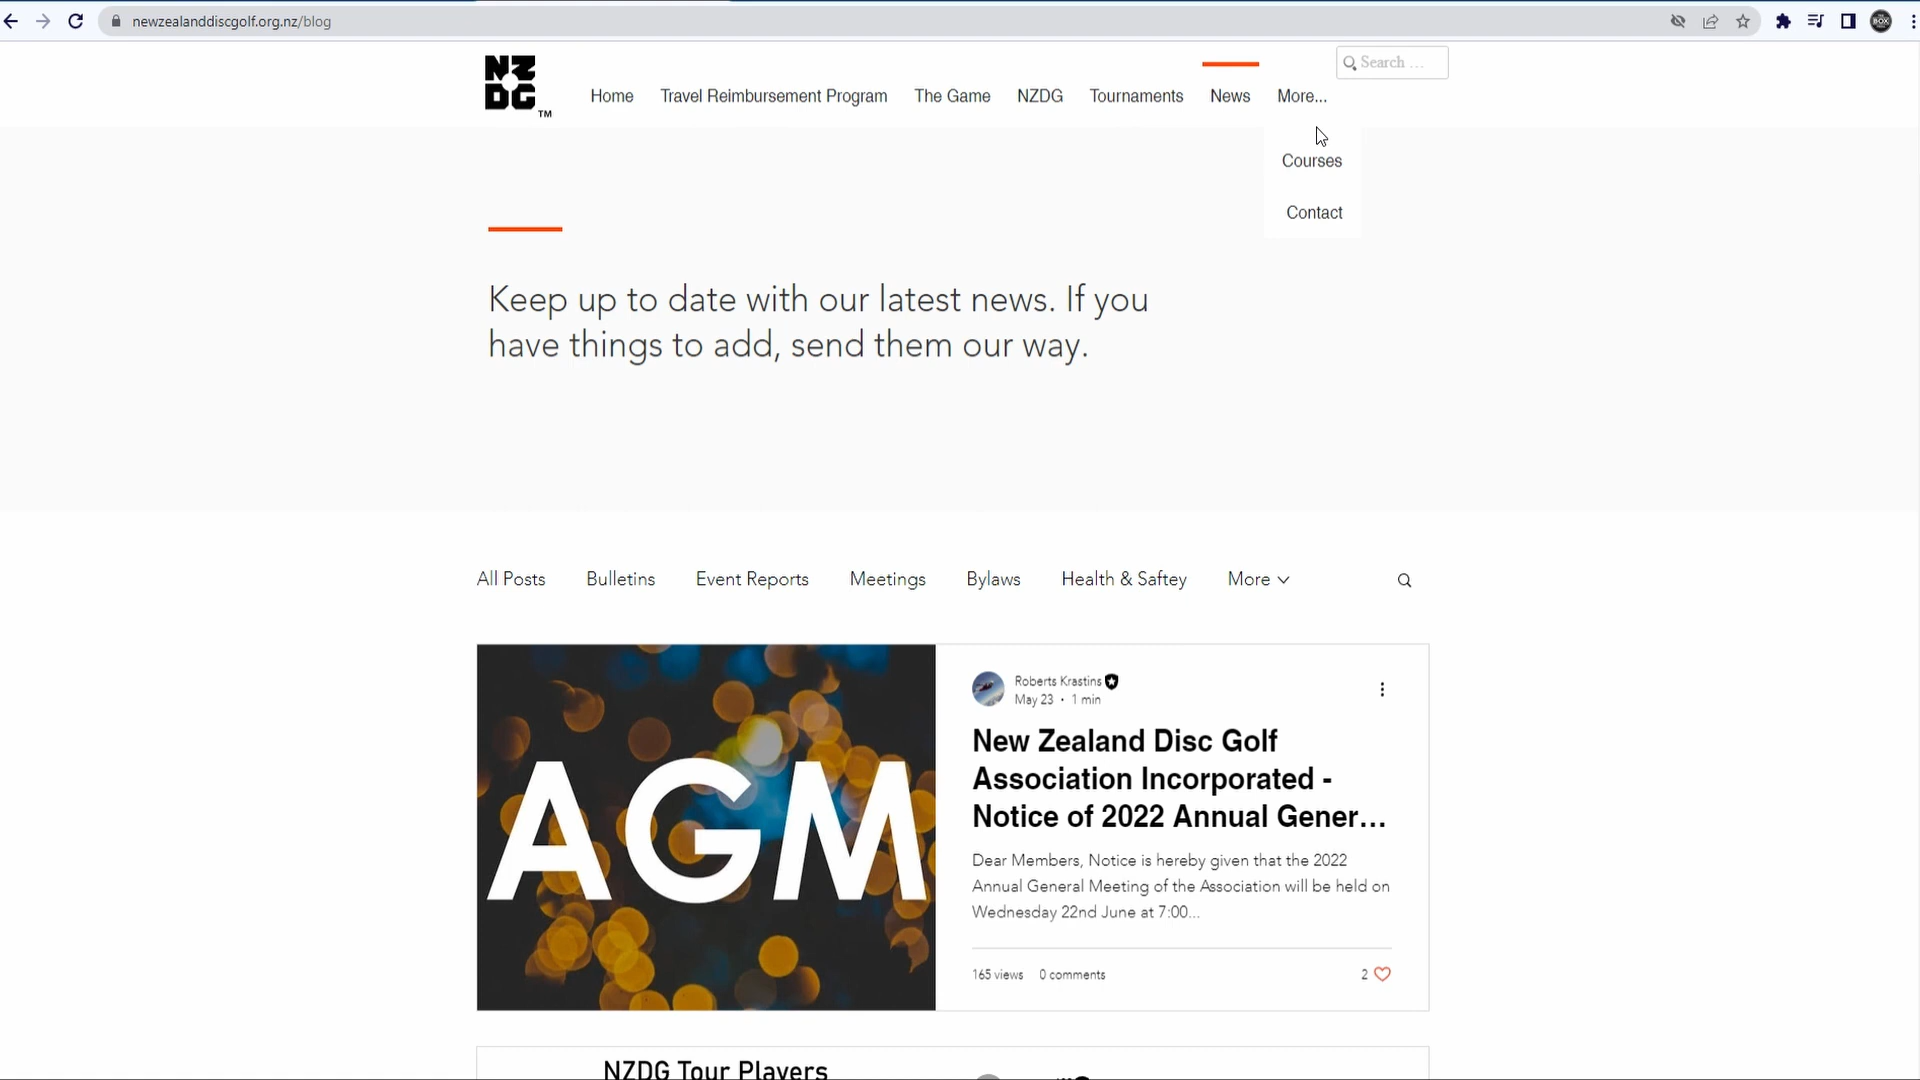 newzealanddiscgolf.org.nz/blog
NZ
DG TM
Search ...
Home Travel Reimbursement Program The Game NZDG Tournaments News More...
Courses
Contact
Keep up to date with our latest news. If you
have things to add, send them our way.
All Posts Bulletins Event Reports Meetings Bylaws Health & Saftey More
AGM
Roberts Krastins
May 23 · 1 min
New Zealand Disc Golf
Association Incorporated -
Notice of 2022 Annual Gener...
Dear Members, Notice is hereby given that the 2022
Annual General Meeting of the Association will be held on
Wednesday 22nd June at 7:00...
165 views 0 comments 2
NZDG Tour Players